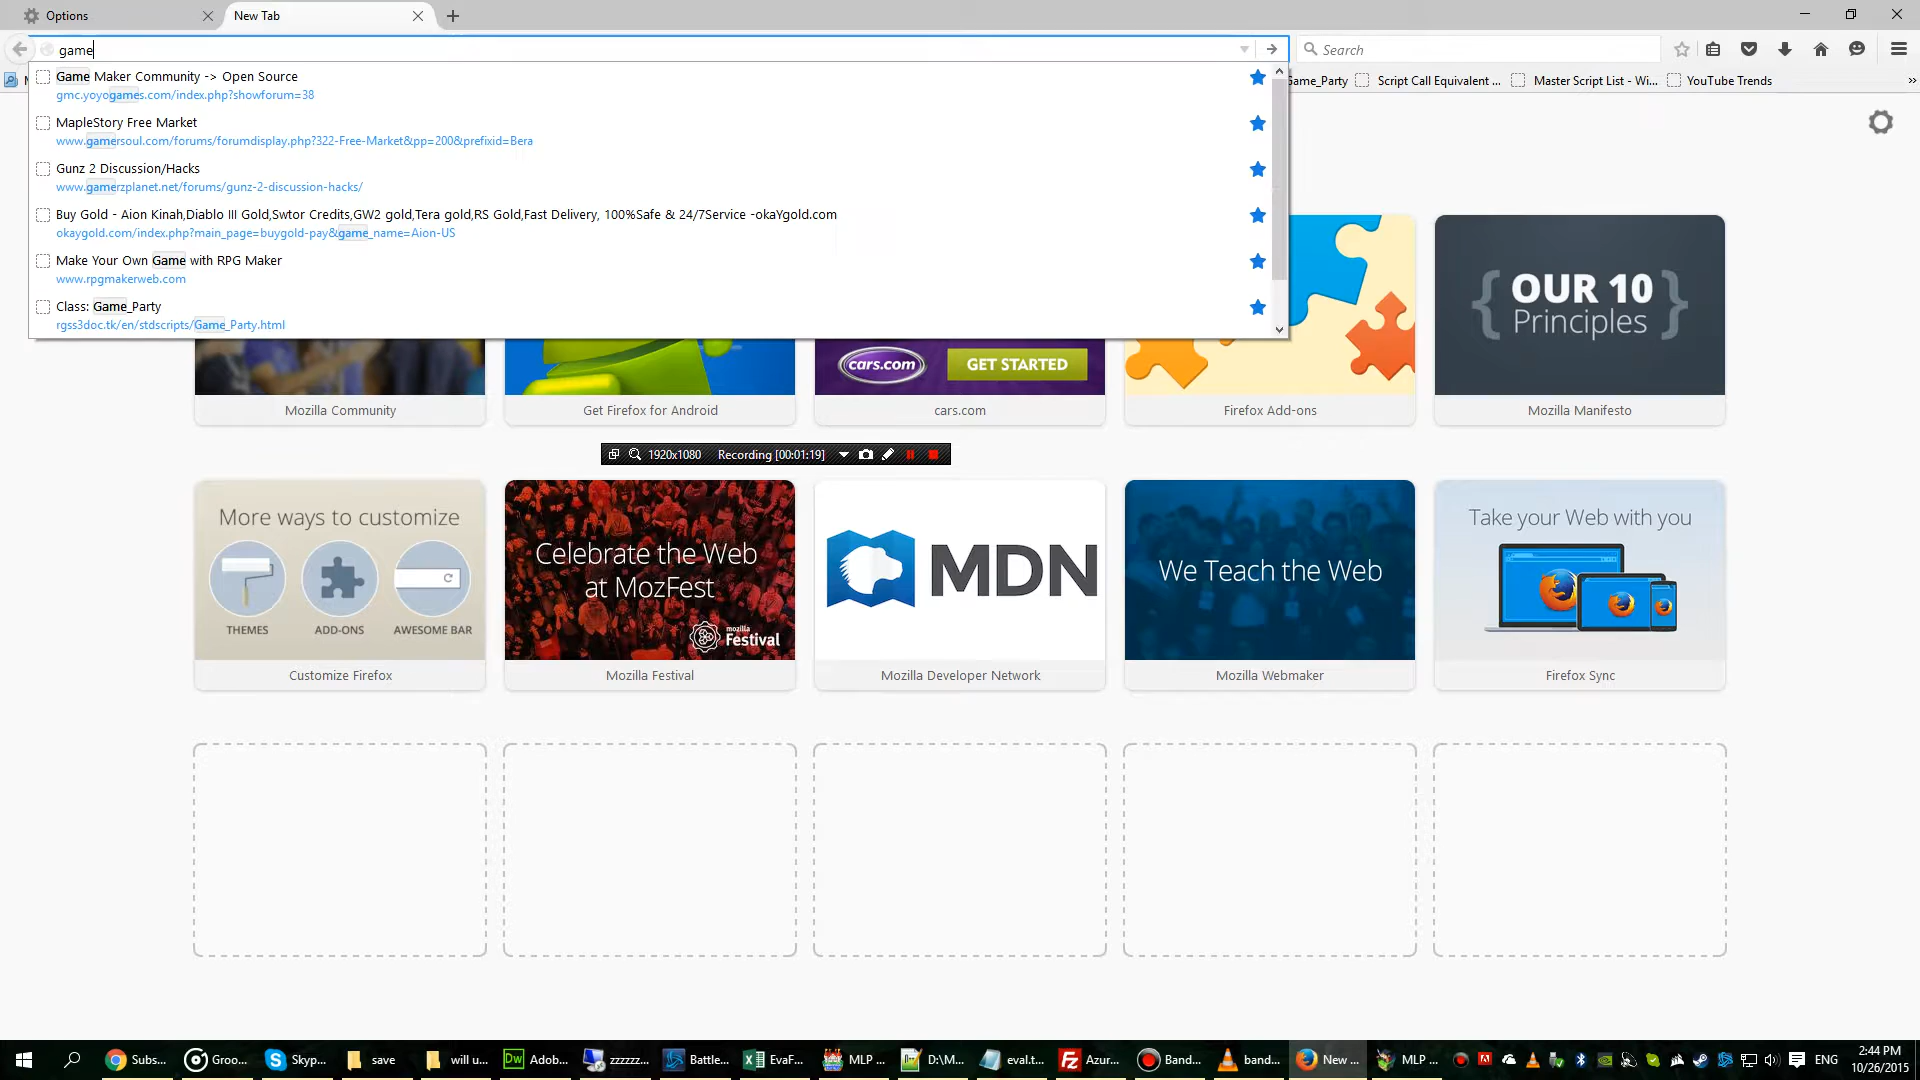 Options
New Tab
game
Search
Game Maker Community -> Open Source
gmc.yoyogames.com/index.php?showforum=38
MapleStory Free Market
www.gamersoul.com/forums/forumdisplay.php?322-Free-Market&pp=200&prefixid=Bera
Gunz 2 Discussion/Hacks
www.gamerzplanet.net/forums/gunz-2-discussion-hacks/
Buy Gold - Aion Kinah,Diablo III Gold,Swtor Credits,GW2 gold,Tera gold,RS Gold,Fast Delivery, 100%Safe & 24/7Service -okaYgold.com
okaygold.com/index.php?main_page=buygold-pay&game_name=Aion-US
Make Your Own Game with RPG Maker
www.rpgmakerweb.com
Class: Game_Party
rgss3doc.tk/en/stdscripts/Game_Party.html
Game_Party
Script Call Equivalent ...
Master Script List - Wi...
YouTube Trends
»
OUR 10
Principles
cars.com
GET STARTED
Mozilla Community
Get Firefox for Android
cars.com
Firefox Add-ons
Mozilla Manifesto
1920x1080
Recording [00:01:19]
More ways to customize
THEMES
ADD-ONS
AWESOME BAR
Celebrate the Web
at MozFest
mozilla
Festival
MDN
We Teach the Web
Take your Web with you
Customize Firefox
Mozilla Festival
Mozilla Developer Network
Mozilla Webmaker
Firefox Sync
Subs...
Groo...
Skyp...
save
will u...
Dw
Adob...
zzzzzz...
Battle...
EvaF...
MLP ...
D:\M...
eval.t...
Azur...
Band...
band...
New ...
MLP ...
ENG
2:44 PM
10/26/2015